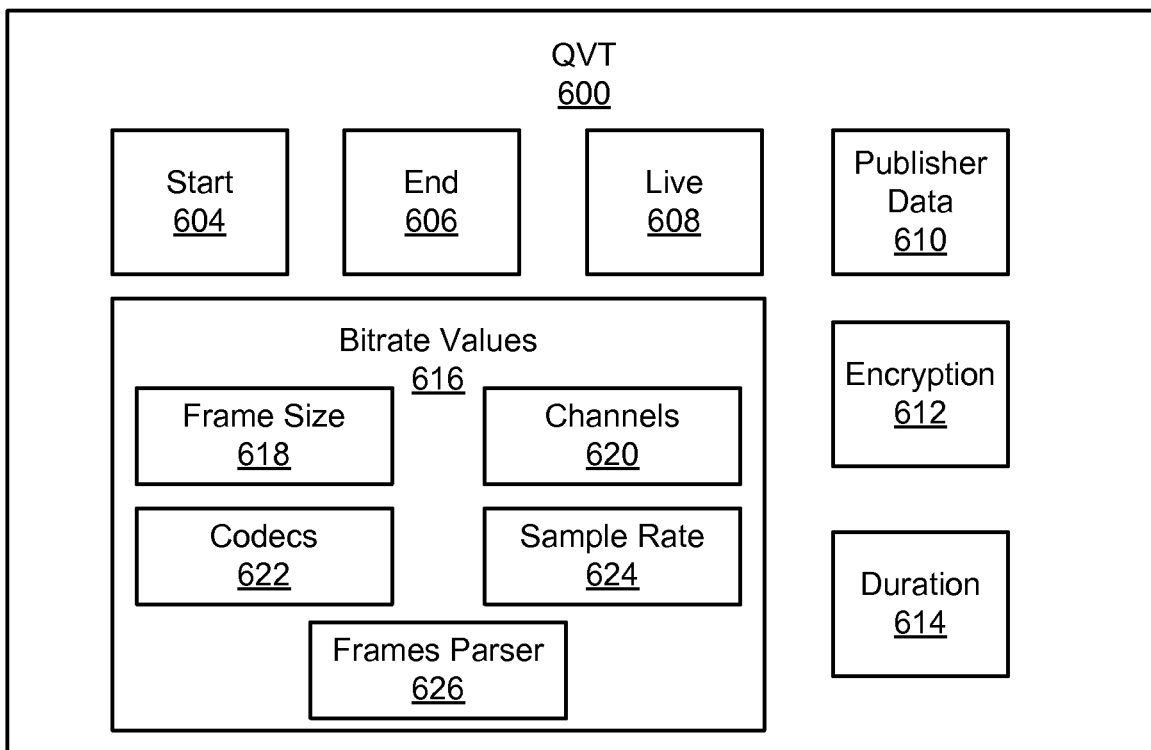 QVT
600
Start
604
End
606
Live
608
Publisher
Data
610
Bitrate Values
616
Frame Size
618
Channels
620
Codecs
622
Sample Rate
624
Frames Parser
626
Encryption
612
Duration
614